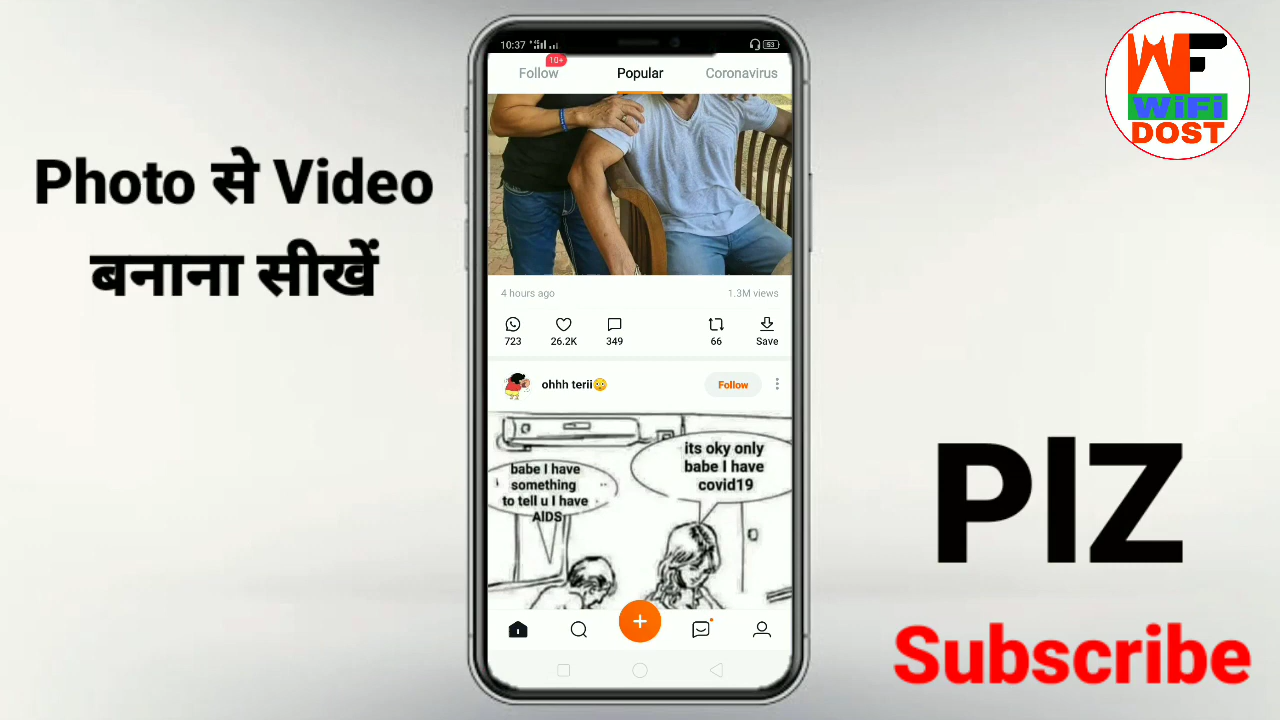 10:37
53
10+
Follow
Popular
Coronavirus
4 hours ago
1.3M views
723
26.2K
349
66
Save
ohhh terii
Follow
babe I have
something
to tell u I have
AIDS
its oky only
babe I have
covid19
Photo से Video
बनाना सीखें
WF
WiFi
DOST
PlZ
Subscribe